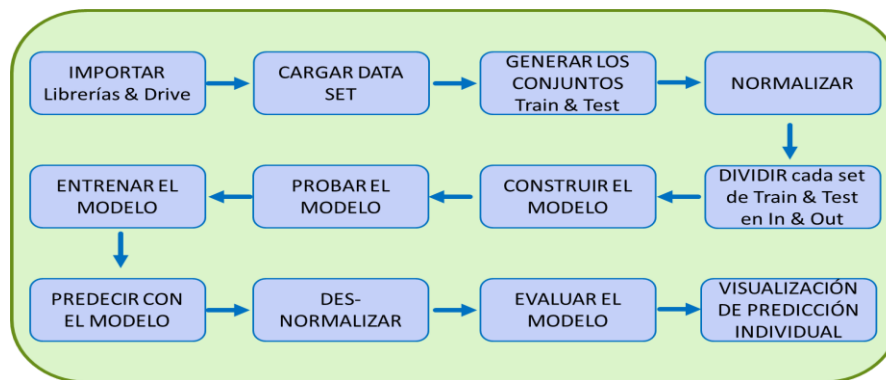 IMPORTAR
Librerías & Drive
CARGAR DATA
SET
GENERAR LOS
CONJUNTOS
Train & Test
NORMALIZAR
DIVIDIR cada set
de Train & Test
en In & Out
CONSTRUIR EL
MODELO
PROBAR EL
MODELO
ENTRENAR EL
MODELO
PREDECIR CON
EL MODELO
DES-
NORMALIZAR
EVALUAR EL
MODELO
VISUALIZACIÓN
DE PREDICCIÓN
INDIVIDUAL